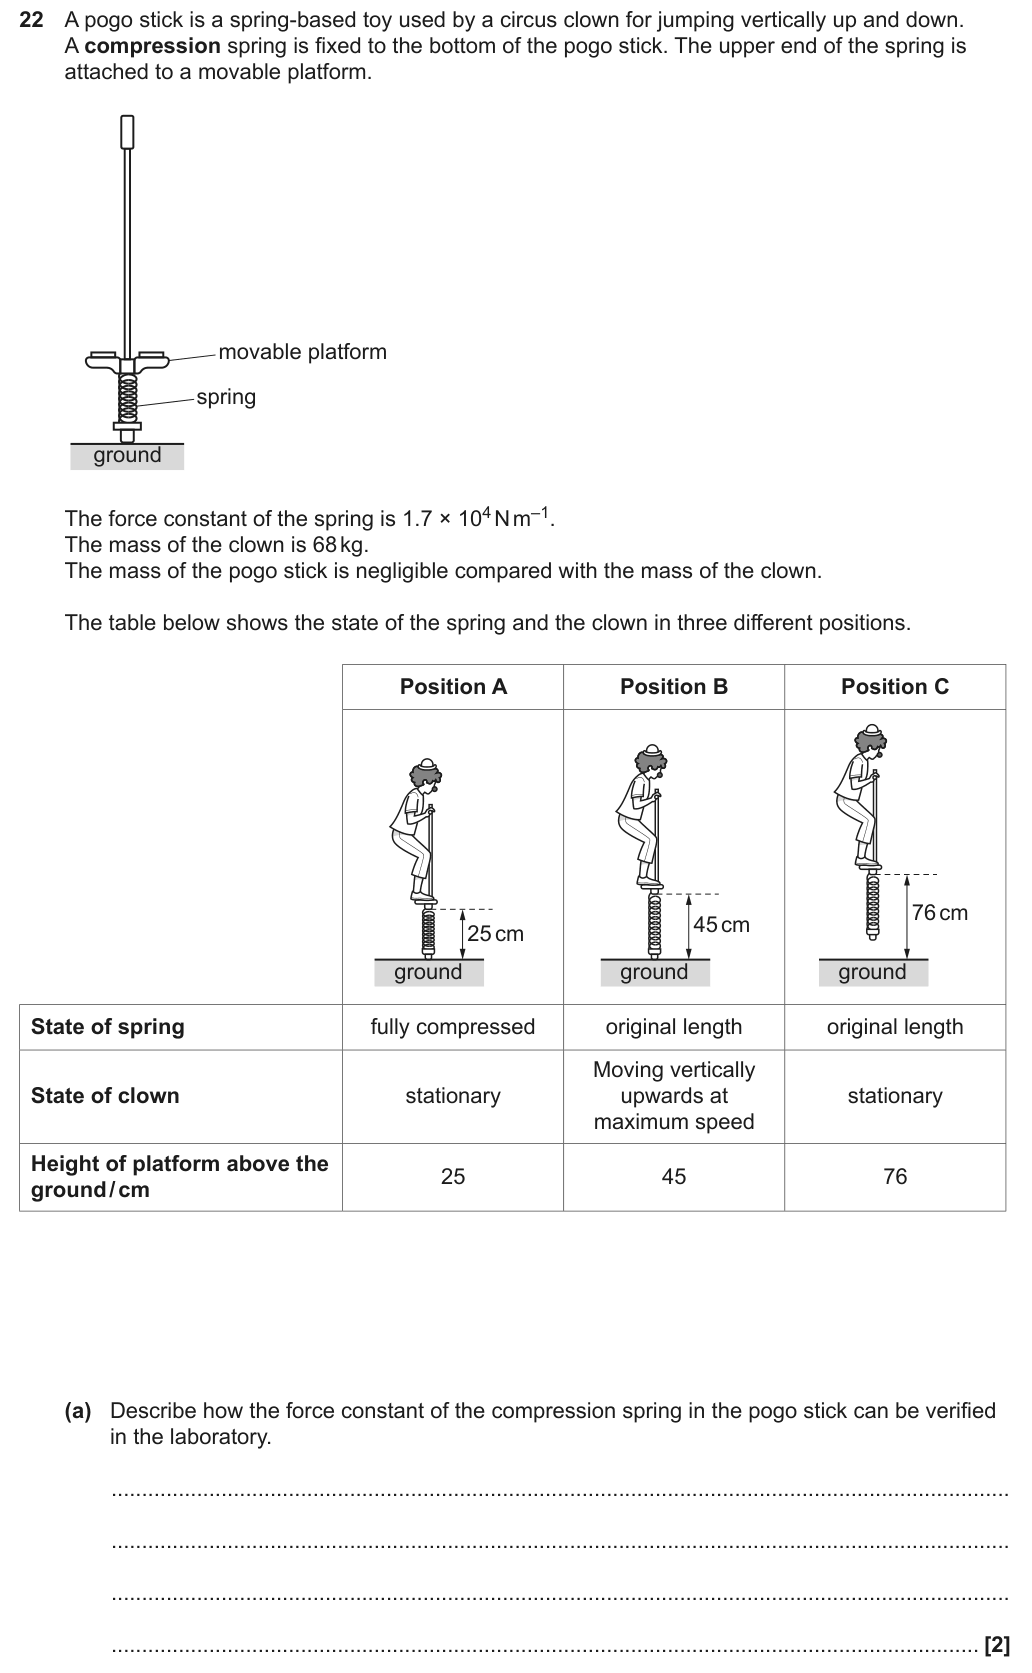 22 A pogo stick is a spring-based toy used by a circus clown for jumping vertically up and down.
A compression spring is fixed to the bottom of the pogo stick. The upper end of the spring is
attached to a movable platform.
movable platform
spring
ground
The force constant of the spring is 1.7 × 10⁴ N m⁻¹.
The mass of the clown is 68 kg.
The mass of the pogo stick is negligible compared with the mass of the clown.
The table below shows the state of the spring and the clown in three different positions.
Position A Position B Position C
25 cm 45 cm 76 cm
ground ground ground
State of spring fully compressed original length original length
State of clown stationary Moving vertically
upwards at
maximum speed stationary
Height of platform above the
ground / cm 25 45 76
(a) Describe how the force constant of the compression spring in the pogo stick can be verified
in the laboratory.
[2]